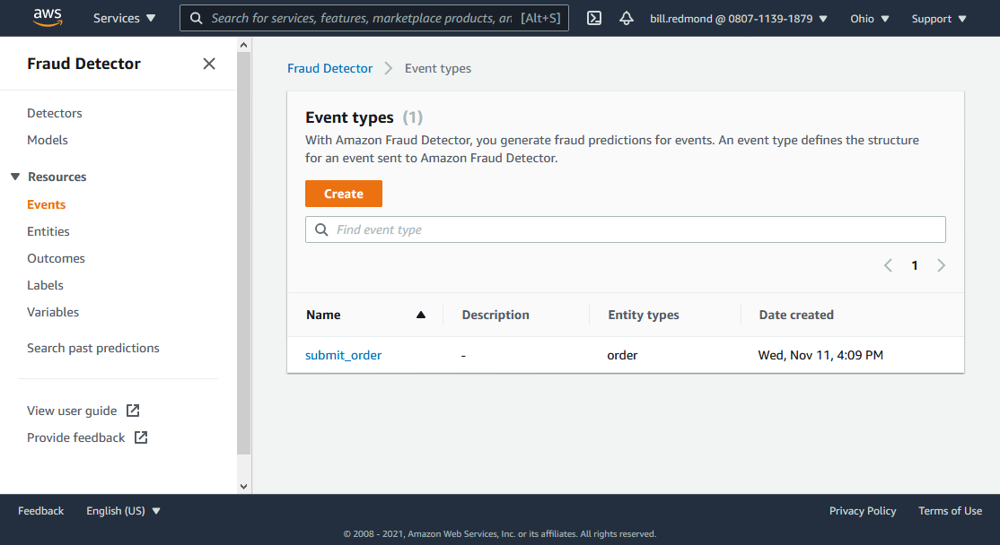 aws Services Search for services, features, marketplace products, an [Alt+S] bill.redmond @ 0807-1139-1879 Ohio Support
Fraud Detector
Detectors
Models
Resources
Events
Entities
Outcomes
Labels
Variables
Search past predictions
View user guide
Provide feedback
Fraud Detector Event types
Event types (1)
With Amazon Fraud Detector, you generate fraud predictions for events. An event type defines the structure
for an event sent to Amazon Fraud Detector.
Create
Find event type
1
Name Description Entity types Date created
submit_order - order Wed, Nov 11, 4:09 PM
Feedback English (US) Privacy Policy Terms of Use
© 2008 - 2021, Amazon Web Services, Inc. or its affiliates. All rights reserved.